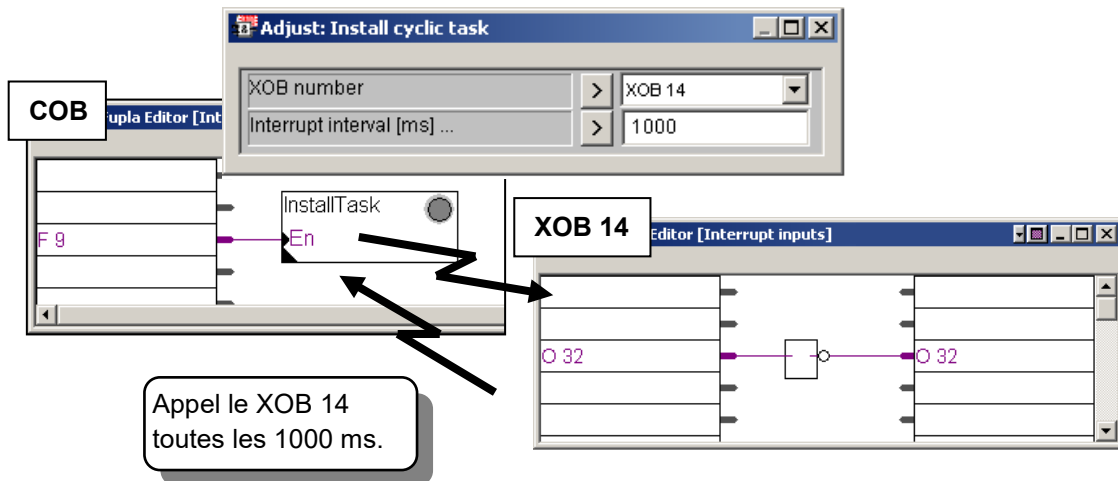 Adjust: Install cyclic task
XOB number
>
XOB 14
Interrupt interval [ms] ...
>
1000
COB
Fupla Editor [Int
InstallTask
F 9
En
XOB 14
Editor [Interrupt inputs]
O 32
O 32
Appel le XOB 14
toutes les 1000 ms.